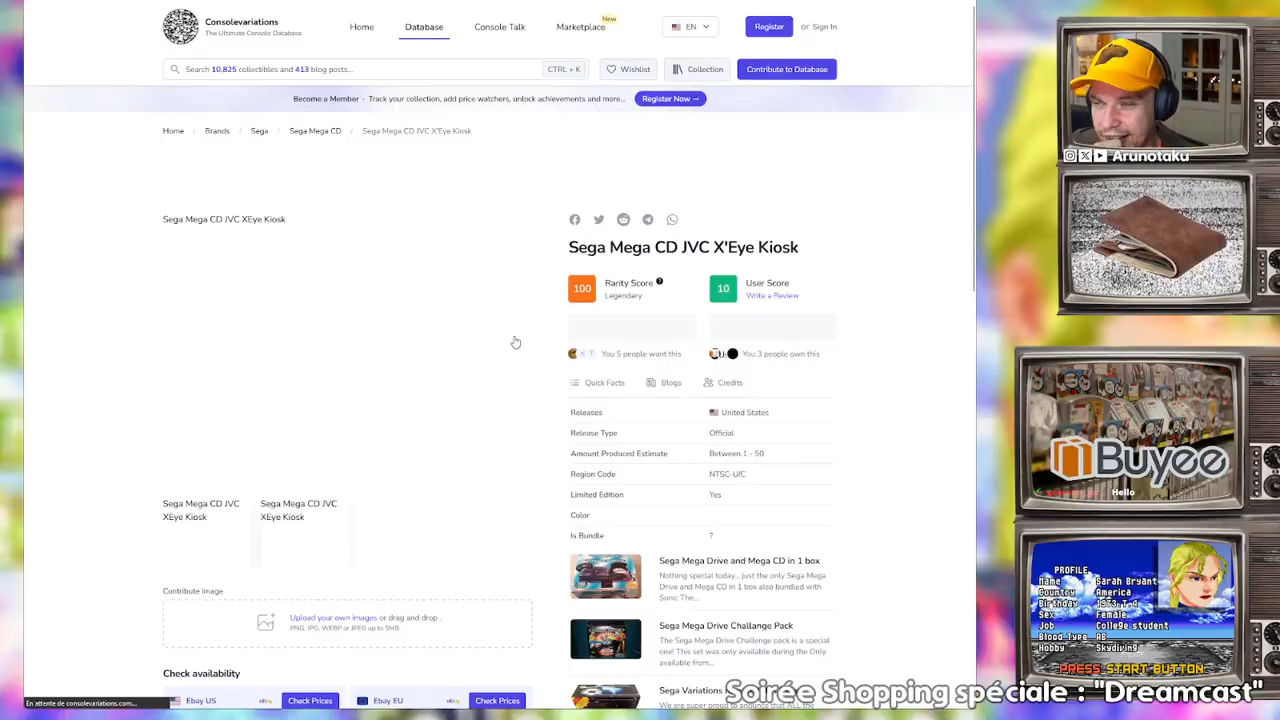 Consolevariations
The Ultimate Console Database
Home
Database
Console Talk
Marketplace
New
EN
Register
or Sign In
Search 10,825 collectibles and 413 blog posts...
CTRL + K
Wishlist
Collection
Contribute to Database
Become a Member · Track your collection, add price watchers, unlock achievements and more...
Register Now →
Home / Brands / Sega / Sega Mega CD / Sega Mega CD JVC X'Eye Kiosk
Sega Mega CD JVC XEye Kiosk
Sega Mega CD JVC X'Eye Kiosk
100
Rarity Score
Legendary
10
User Score
Write a Review
You 5 people want this
You 3 people own this
Quick Facts
Blogs
Credits
Releases
United States
Release Type
Official
Amount Produced Estimate
Between 1 - 50
Region Code
NTSC-U/C
Limited Edition
Yes
Color
Is Bundle
?
Sega Mega CD JVC
XEye Kiosk
Sega Mega CD JVC
XEye Kiosk
Contribute Image
Upload your own images or drag and drop .
PNG, JPG, WEBP or JPEG up to 5MB
Check availability
Ebay US
ebay
Check Prices
Ebay EU
ebay
Check Prices
Sega Mega Drive and Mega CD in 1 box
Nothing special today... just the only Sega Mega
Drive and Mega CD in 1 box also bundled with
Sonic The...
Sega Mega Drive Challange Pack
The Sega Mega Drive Challenge pack is a special
one! This set was only available during the Only
available from...
Sega Variations
We are super proud to anounce that ALL the
En attente de consolevariations.com...
Arunotaku
Buyee
Hello
PROFILE
Name Sarah Bryant
Country America
Birthday
Sex Female
Job College student
Blood Type AB
Hobby Skydiving
PRESS START BUTTON
Soirée Shopping spéciale : "Dreamcast"